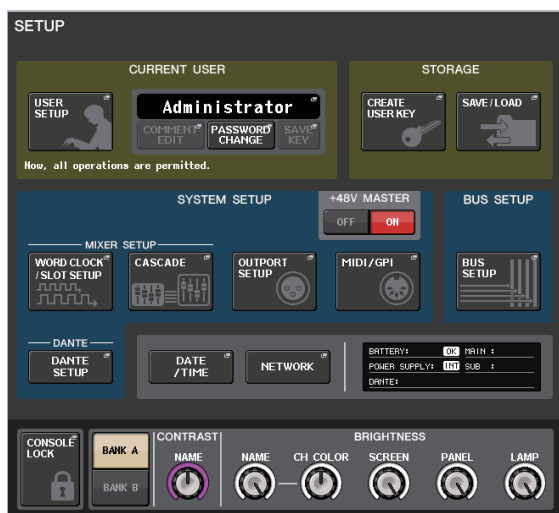 SETUP
CURRENT USER
STORAGE
USER
SETUP
Administrator
COMMENT
EDIT
PASSWORD
CHANGE
SAVE
KEY
Now, all operations are permitted.
CREATE
USER KEY
SAVE/LOAD
SYSTEM SETUP
+48V MASTER
OFF
ON
BUS SETUP
MIXER SETUP
WORD CLOCK
/SLOT SETUP
CASCADE
OUTPORT
SETUP
MIDI/GPI
BUS
SETUP
DANTE
DANTE
SETUP
DATE
/TIME
NETWORK
BATTERY: OK MAIN :
POWER SUPPLY: INT SUB :
DANTE:
CONSOLE
LOCK
BANK A
BANK B
CONTRAST
NAME
BRIGHTNESS
NAME
CH COLOR
SCREEN
PANEL
LAMP